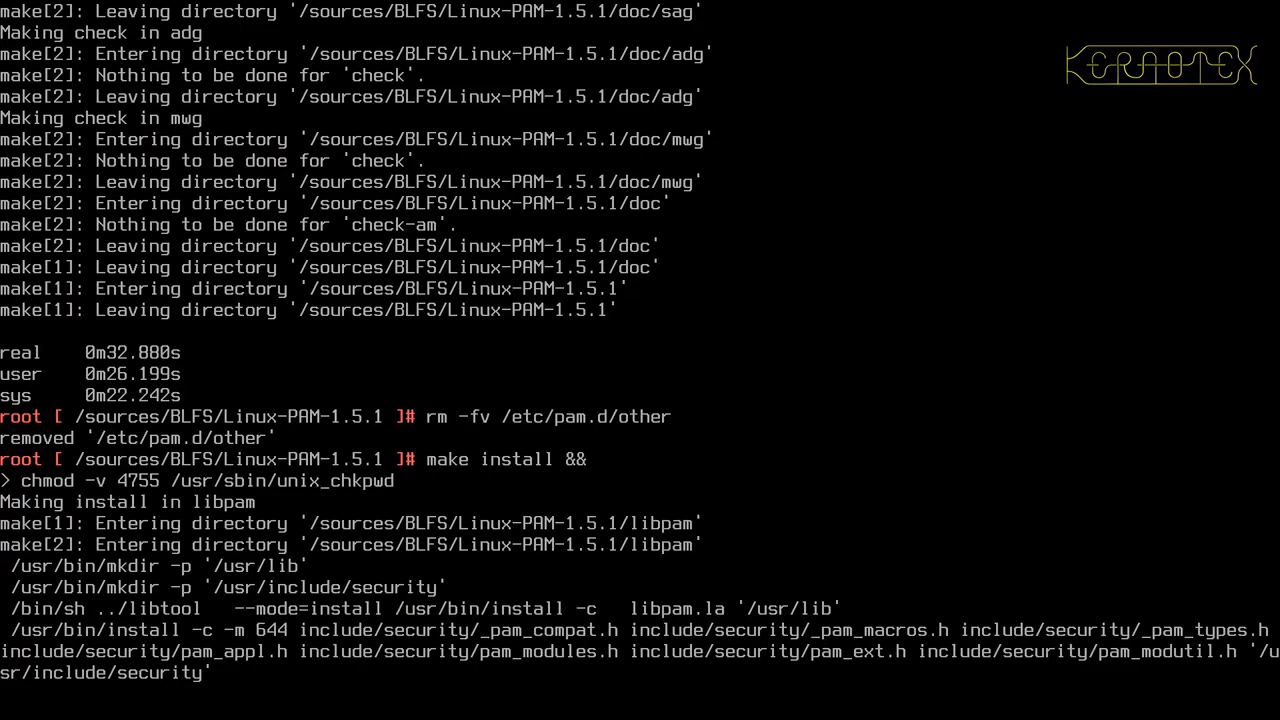 make[2]: Leaving directory '/sources/BLFS/Linux-PAM-1.5.1/doc/sag'
Making check in adg
make[2]: Entering directory '/sources/BLFS/Linux-PAM-1.5.1/doc/adg'
make[2]: Nothing to be done for 'check'.
make[2]: Leaving directory '/sources/BLFS/Linux-PAM-1.5.1/doc/adg'
Making check in mwg
make[2]: Entering directory '/sources/BLFS/Linux-PAM-1.5.1/doc/mwg'
make[2]: Nothing to be done for 'check'.
make[2]: Leaving directory '/sources/BLFS/Linux-PAM-1.5.1/doc/mwg'
make[2]: Entering directory '/sources/BLFS/Linux-PAM-1.5.1/doc'
make[2]: Nothing to be done for 'check-am'.
make[2]: Leaving directory '/sources/BLFS/Linux-PAM-1.5.1/doc'
make[1]: Leaving directory '/sources/BLFS/Linux-PAM-1.5.1/doc'
make[1]: Entering directory '/sources/BLFS/Linux-PAM-1.5.1'
make[1]: Leaving directory '/sources/BLFS/Linux-PAM-1.5.1'
real    0m32.880s
user    0m26.199s
sys     0m22.242s
root [ /sources/BLFS/Linux-PAM-1.5.1 ]# rm -fv /etc/pam.d/other
removed '/etc/pam.d/other'
root [ /sources/BLFS/Linux-PAM-1.5.1 ]# make install &&
> chmod -v 4755 /usr/sbin/unix_chkpwd
Making install in libpam
make[1]: Entering directory '/sources/BLFS/Linux-PAM-1.5.1/libpam'
make[2]: Entering directory '/sources/BLFS/Linux-PAM-1.5.1/libpam'
 /usr/bin/mkdir -p '/usr/lib'
 /usr/bin/mkdir -p '/usr/include/security'
 /bin/sh ../libtool   --mode=install /usr/bin/install -c   libpam.la '/usr/lib'
 /usr/bin/install -c -m 644 include/security/_pam_compat.h include/security/_pam_macros.h include/security/_pam_types.h
include/security/pam_appl.h include/security/pam_modules.h include/security/pam_ext.h include/security/pam_modutil.h '/u
sr/include/security'
KERNOTEX